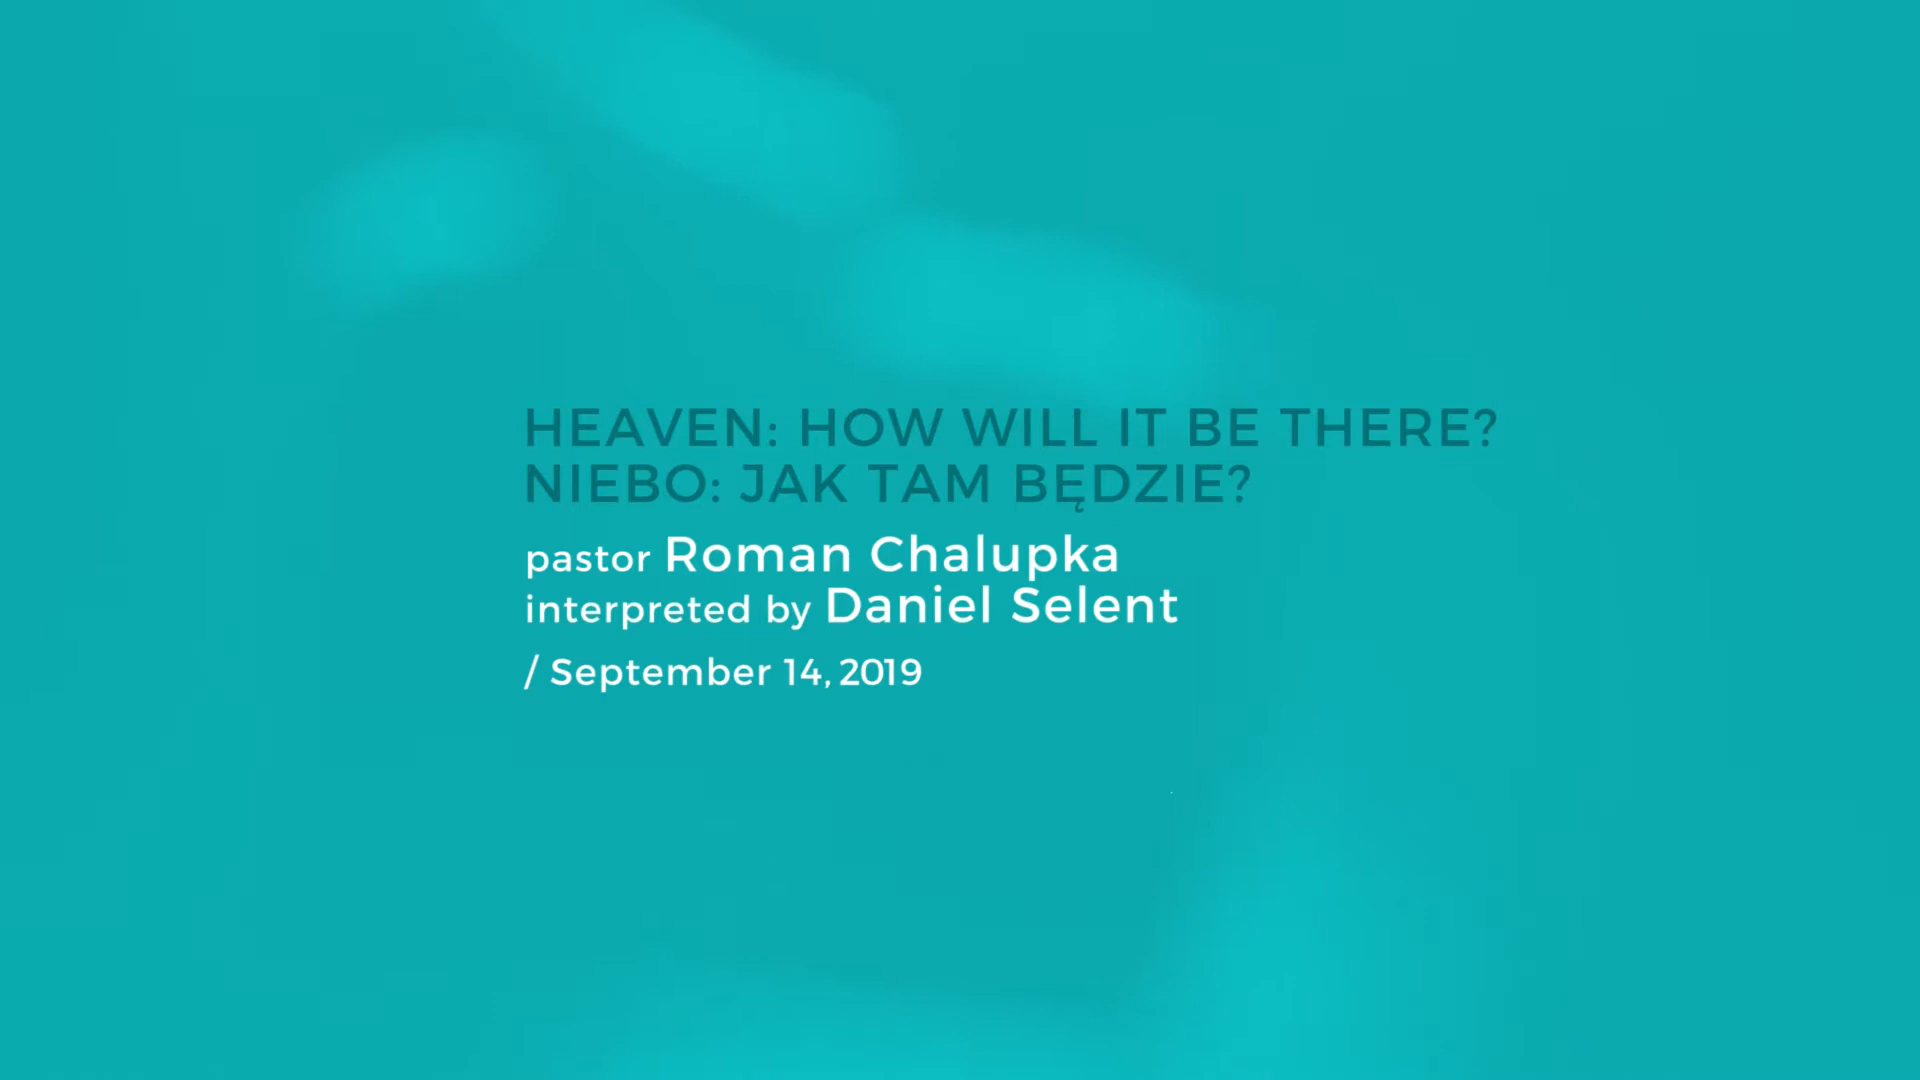 HEAVEN: HOW WILL IT BE THERE?
NIEBO: JAK TAM BĘDZIE?
pastor Roman Chalupka
interpreted by Daniel Selent
/ September 14, 2019